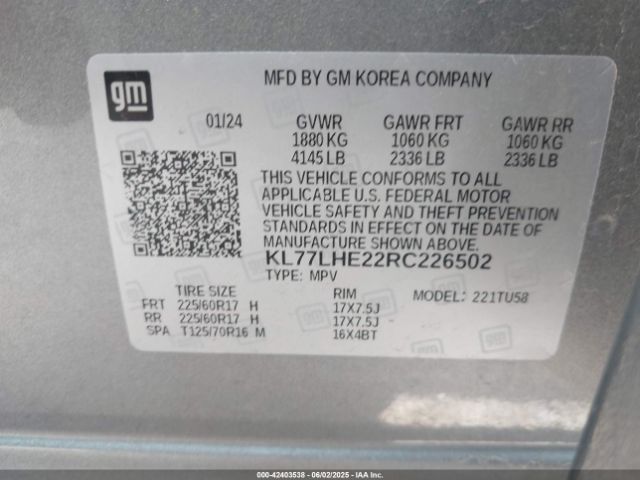 gm
MFD BY GM KOREA COMPANY
01/24 GVWR GAWR FRT GAWR RR
1880 KG 1060 KG 1060 KG
4145 LB 2336 LB 2336 LB
THIS VEHICLE CONFORMS TO ALL
APPLICABLE U.S. FEDERAL MOTOR
VEHICLE SAFETY AND THEFT PREVENTION
STANDARDS IN EFFECT ON THE DATE OF
MANUFACTURE SHOWN ABOVE.
KL77LHE22RC226502
TYPE: MPV
TIRE SIZE RIM MODEL: 221TU58
FRT 225/60R17 H 17X7.5J
RR 225/60R17 H 17X7.5J
SPA T125/70R16 M 16X4BT
000-42403538 - 06/02/2025 - IAA, Inc.